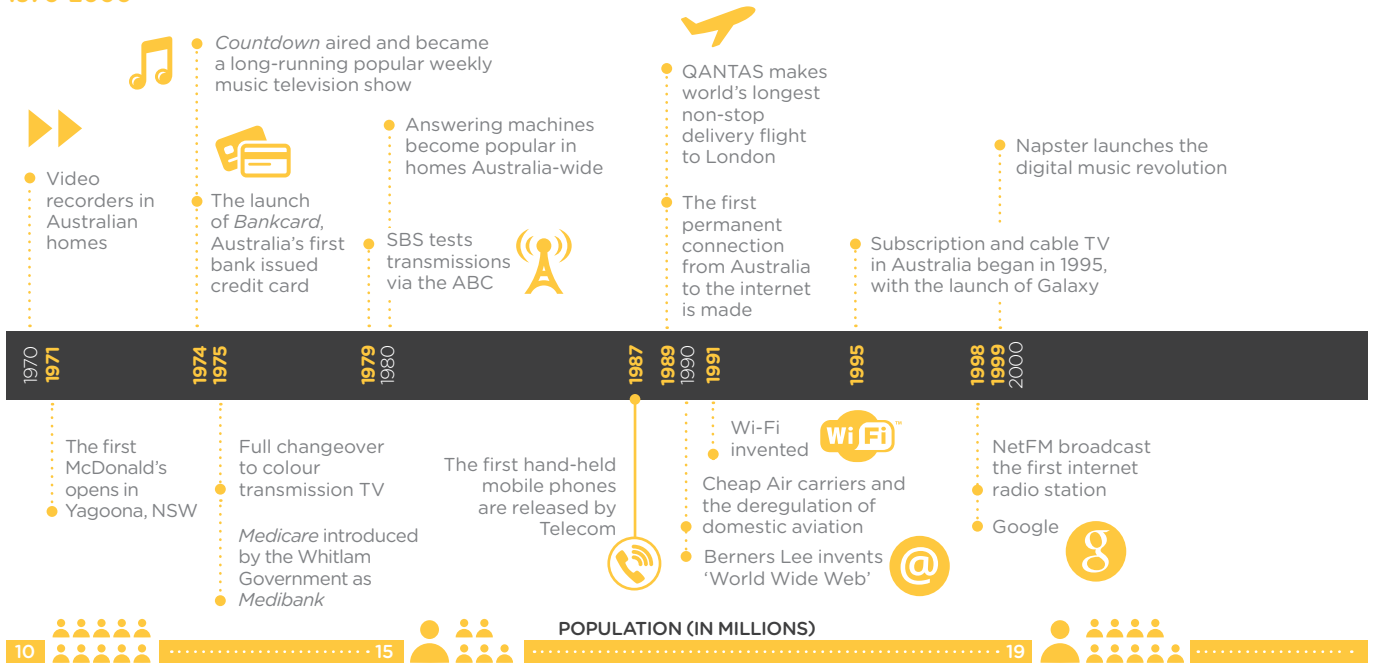 Countdown aired and became
a long-running popular weekly
music television show
QANTAS makes
world's longest
non-stop
delivery flight
to London
Answering machines
become popular in
homes Australia-wide
Napster launches the
digital music revolution
Video
recorders in
Australian
homes
The launch
of Bankcard,
Australia's first
bank issued
credit card
SBS tests
transmissions
via the ABC
The first
permanent
connection
from Australia
to the internet
is made
Subscription and cable TV
in Australia began in 1995,
with the launch of Galaxy
1970
1971
1974
1975
1979
1980
1987
1989
1990
1991
1995
1998
1999
2000
The first
McDonald's
opens in
Yagoona, NSW
Full changeover
to colour
transmission TV
Medicare introduced
by the Whitlam
Government as
Medibank
The first hand-held
mobile phones
are released by
Telecom
Wi-Fi
invented
Wi Fi™
Cheap Air carriers and
the deregulation of
domestic aviation
Berners Lee invents
'World Wide Web'
@
NetFM broadcast
the first internet
radio station
Google
g
POPULATION (IN MILLIONS)
10
15
19